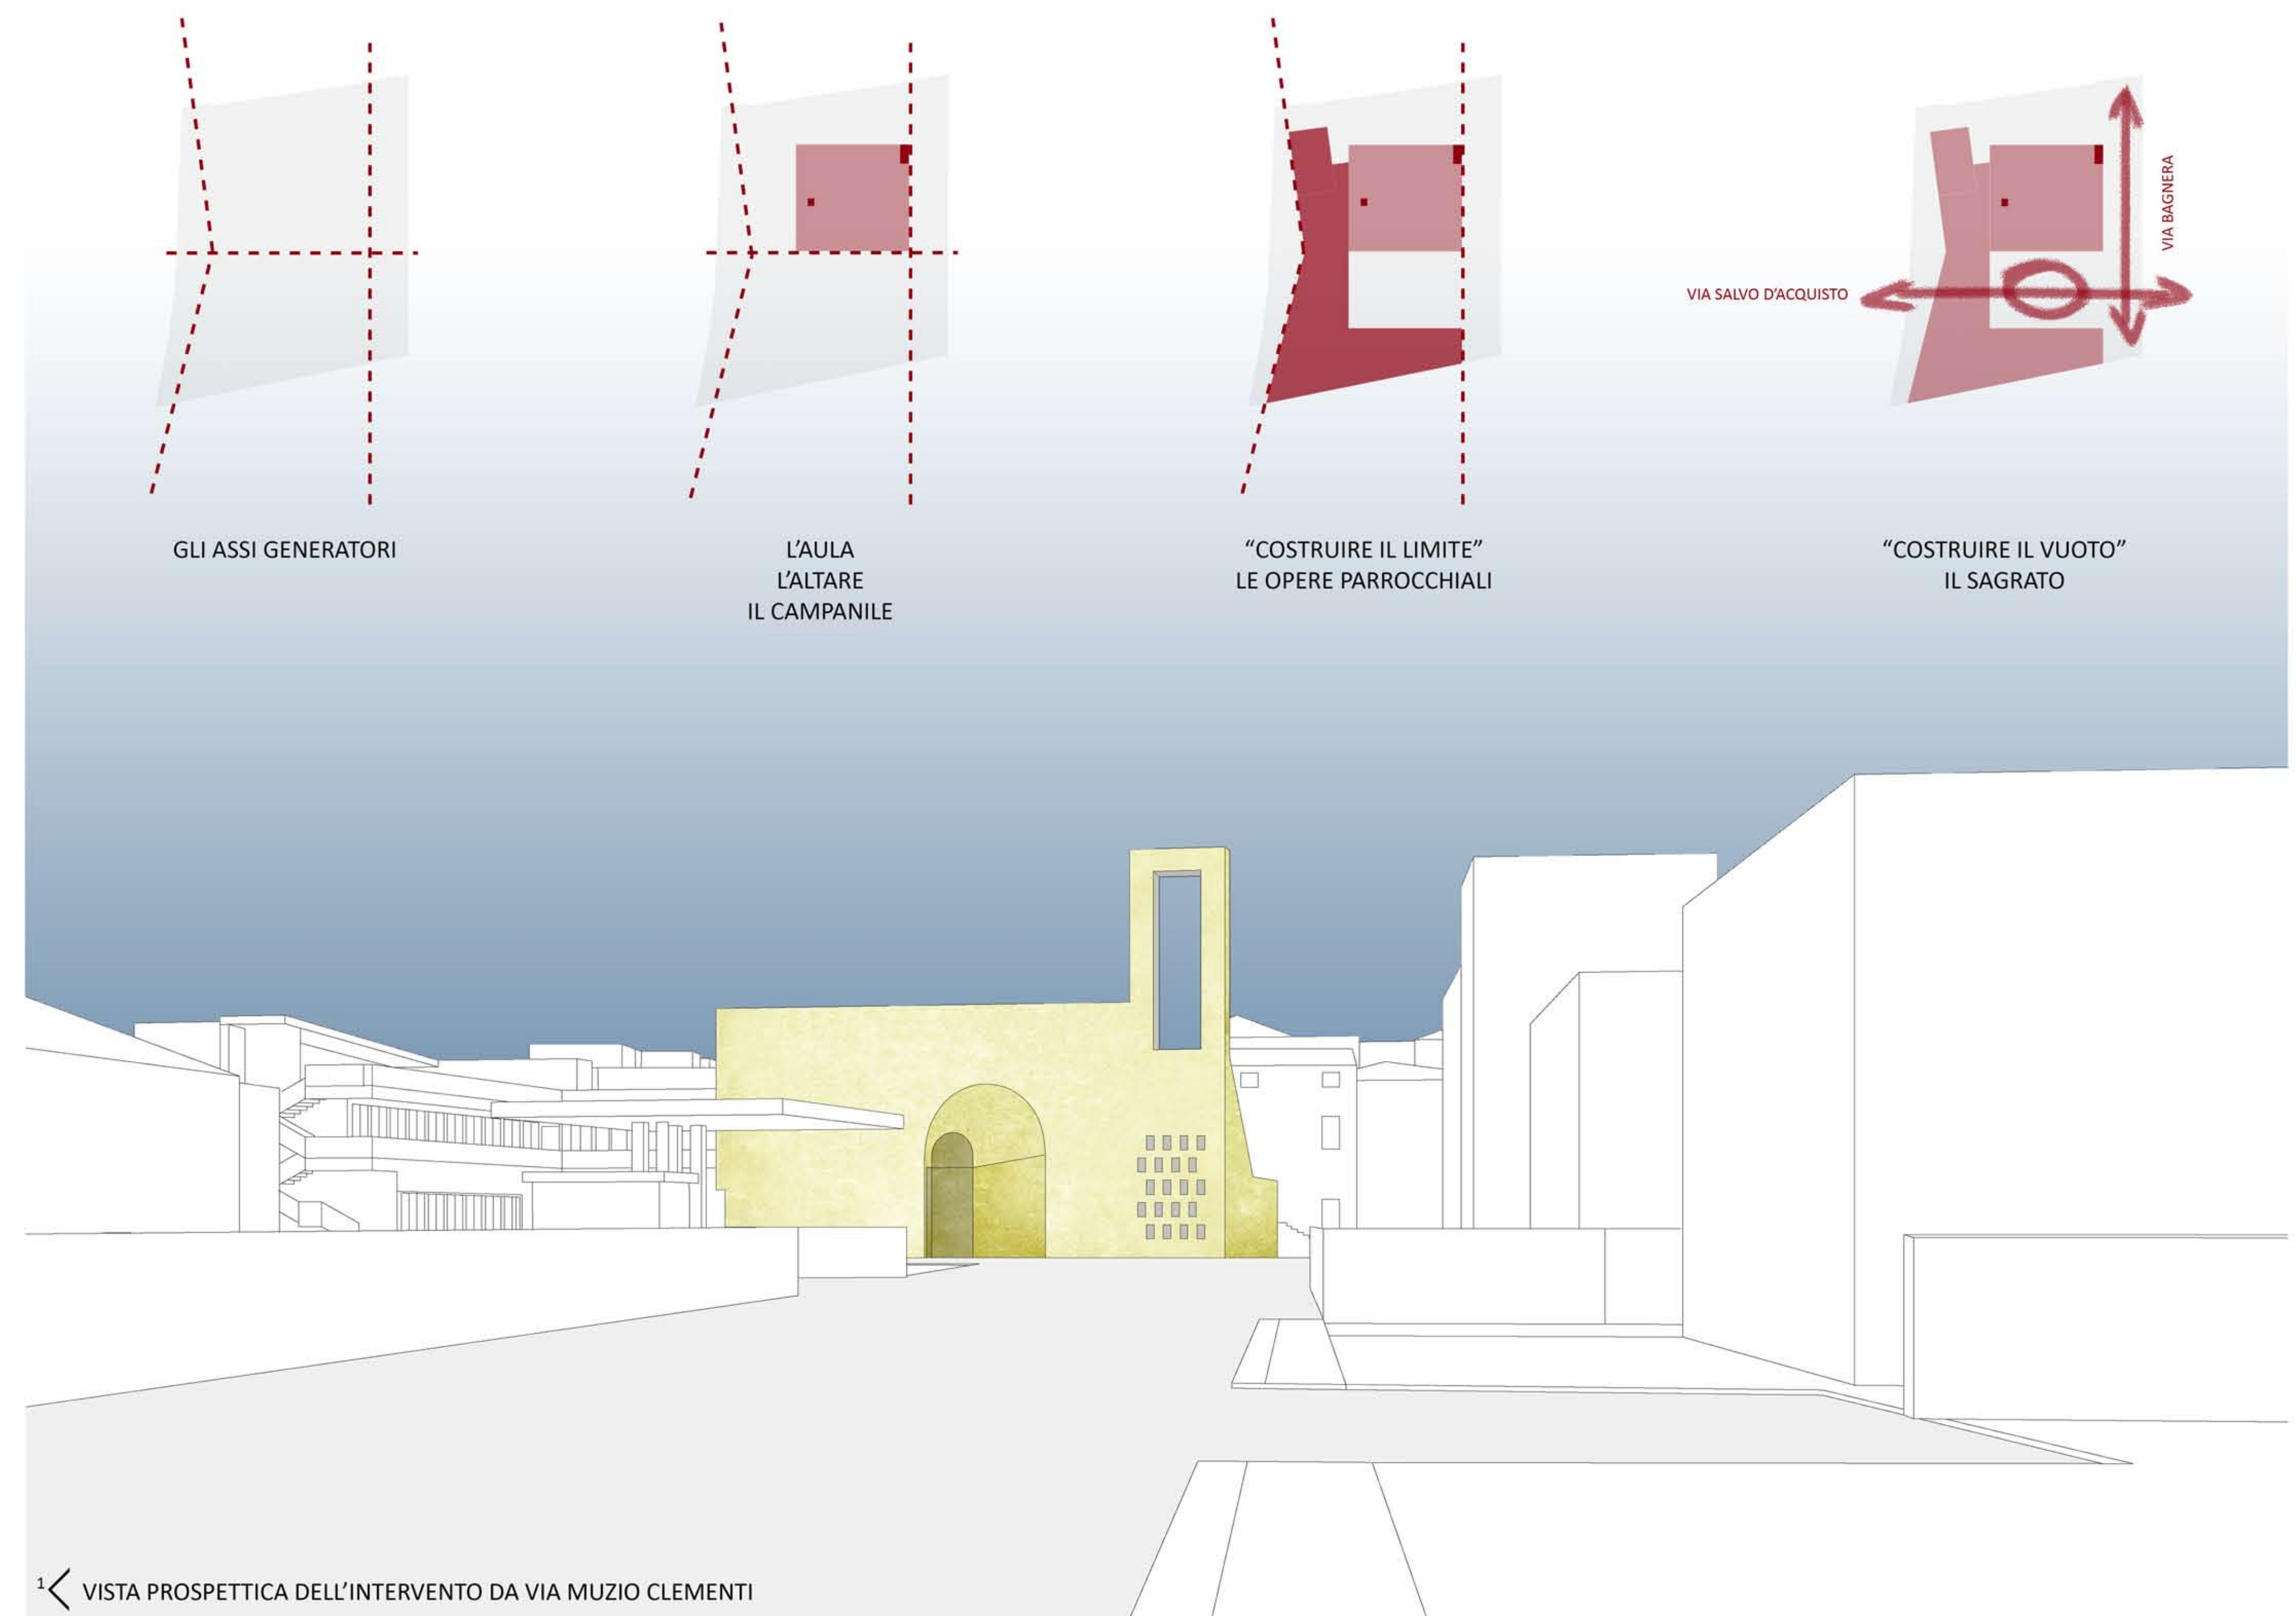 VIA BAGNERA
VIA SALVO D'ACQUISTO
GLI ASSI GENERATORI
L'AULA
L'ALTARE
IL CAMPANILE
“COSTRUIRE IL LIMITE”
LE OPERE PARROCCHIALI
“COSTRUIRE IL VUOTO”
IL SAGRATO
1 VISTA PROSPETTICA DELL'INTERVENTO DA VIA MUZIO CLEMENTI